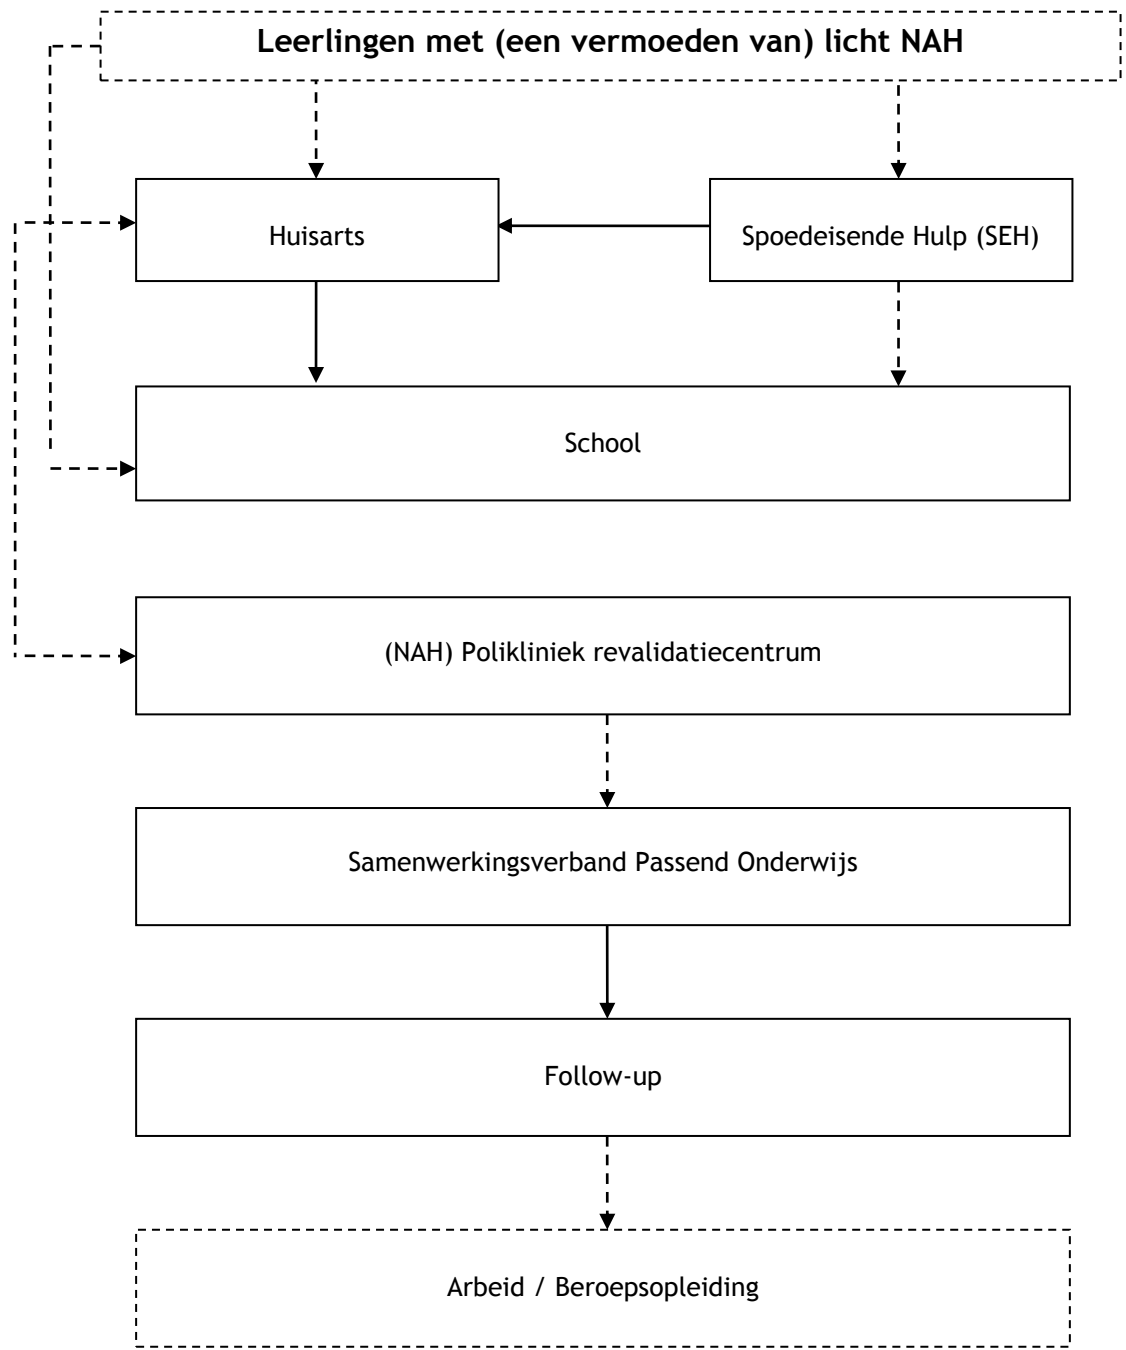 Leerlingen met (een vermoeden van) licht NAH
Huisarts
Spoedeisende Hulp (SEH)
School
(NAH) Polikliniek revalidatiecentrum
Samenwerkingsverband Passend Onderwijs
Follow-up
Arbeid / Beroepsopleiding